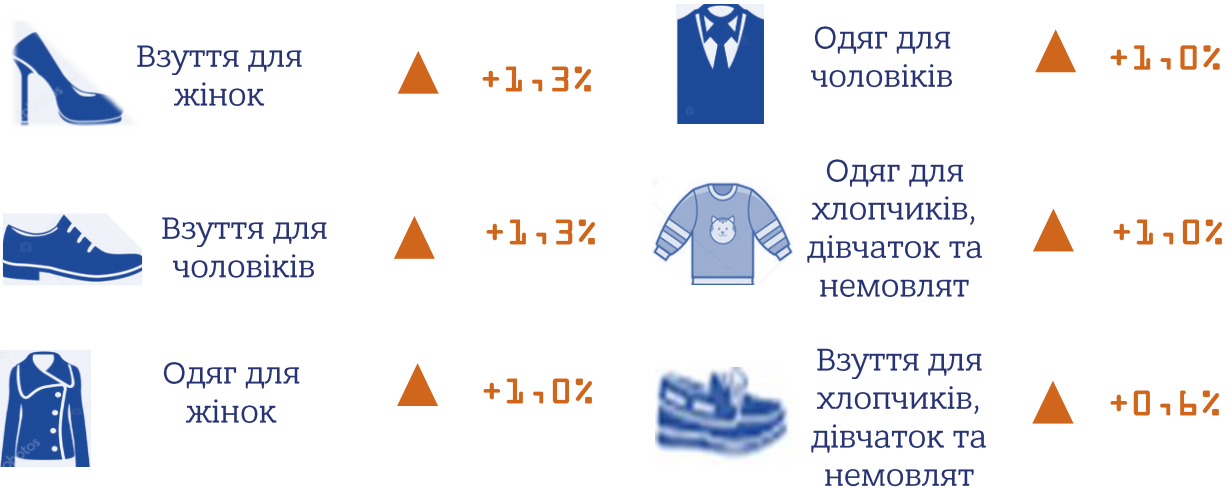 Взуття для
жінок
+1,3%
Взуття для
чоловіків
+1,3%
Одяг для
жінок
+1,0%
Одяг для
чоловіків
+1,0%
Одяг для
хлопчиків,
дівчаток та
немовлят
+1,0%
Взуття для
хлопчиків,
дівчаток та
немовлят
+0,6%